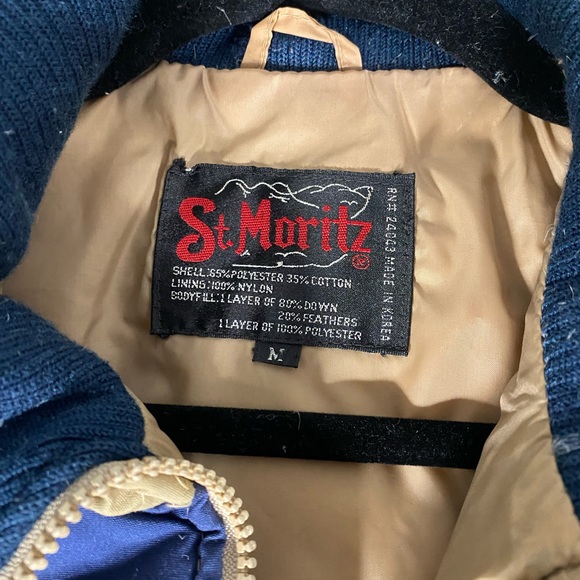 St. Moritz ®
SHELL:65%POLYESTER 35% COTTON
LINING:100% NYLON
BODYFILL:1 LAYER OF 80% DOWN
20% FEATHERS
1 LAYER OF 100% POLYESTER
RN# 24043 MADE IN KOREA
M